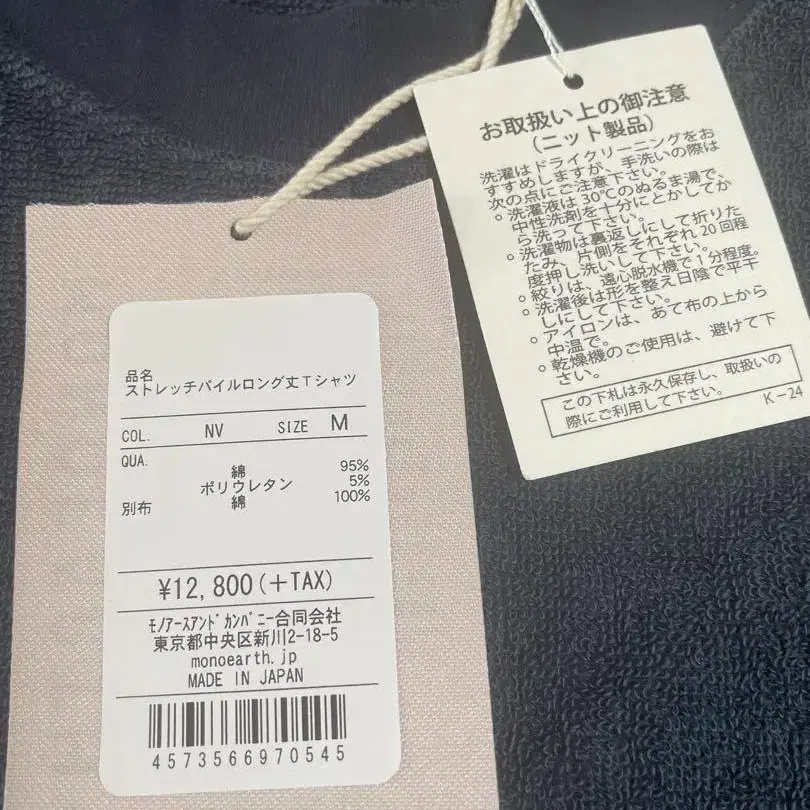 品名
ストレッチパイルロング丈Tシャツ
COL. NV SIZE M
QUA.
綿 95%
ポリウレタン 5%
別布 綿 100%
¥12,800(+TAX)
モノアースアンドカンパニー合同会社
東京都中央区新川2-18-5
monoearth.jp
MADE IN JAPAN
4573566970545
お取扱い上の御注意
(ニット製品)
洗濯はドライクリーニングをお
すすめしますが、手洗いの際は
次の点にご注意下さい。
○洗濯液は30℃のぬるま湯で、
中性洗剤を十分にとかしてか
ら洗って下さい。
○洗濯物は裏返しにして折りた
たみ、片側をそれぞれ20回程
度押し洗いして下さい。
○絞りは、遠心脱水機で1分程度。
○洗濯後は形を整え日陰で平干
しにして下さい。
○アイロンは、あて布の上から
中温で。
○乾燥機のご使用は、避けて下
さい。
この下札は永久保存し、取扱いの
際にご利用して下さい。
K-24